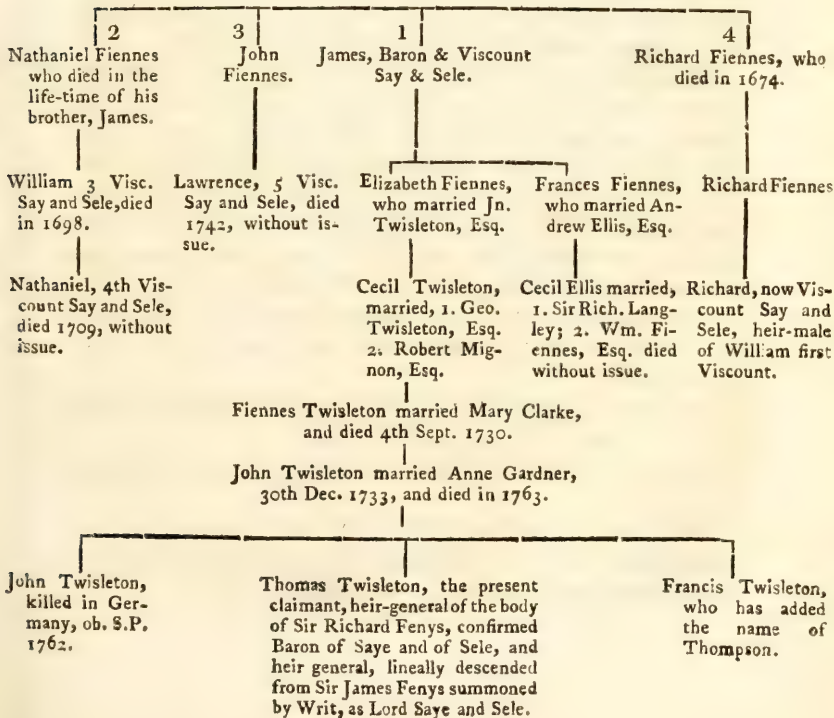 2
3
1
4
Nathaniel Fiennes
who died in the
life-time of his
brother, James.
John
Fiennes.
James, Baron & Viscount
Say & Sele.
Richard Fiennes, who
died in 1674.
William 3 Visc.
Say and Sele, died
in 1698.
Lawrence, 5 Visc.
Say and Sele, died
1742, without is-
sue.
Elizabeth Fiennes,
who married Jn.
Twisleton, Esq.
Frances Fiennes,
who married An-
drew Ellis, Esq.
Richard Fiennes
Nathaniel, 4th Vis-
count Say and Sele,
died 1709, without
issue.
Cecil Twisleton,
married, 1. Geo.
Twisleton, Esq.
2. Robert Mig-
non, Esq.
Cecil Ellis married,
1. Sir Rich. Lang-
ley; 2. Wm. Fi-
ennes, Esq. died
without issue.
Richard, now Vis-
count Say and
Sele, heir-male
of William first
Viscount.
Fiennes Twisleton married Mary Clarke,
and died 4th Sept. 1730.
John Twisleton married Anne Gardner,
30th Dec. 1733, and died in 1763.
John Twisleton,
killed in Ger-
many, ob. S.P.
1762.
Thomas Twisleton, the present
claimant, heir-general of the body
of Sir Richard Fenys, confirmed
Baron of Saye and of Sele, and
heir general, lineally descended
from Sir James Fenys summoned
by Writ, as Lord Saye and Sele.
Francis Twisleton,
who has added
the name of
Thompson.